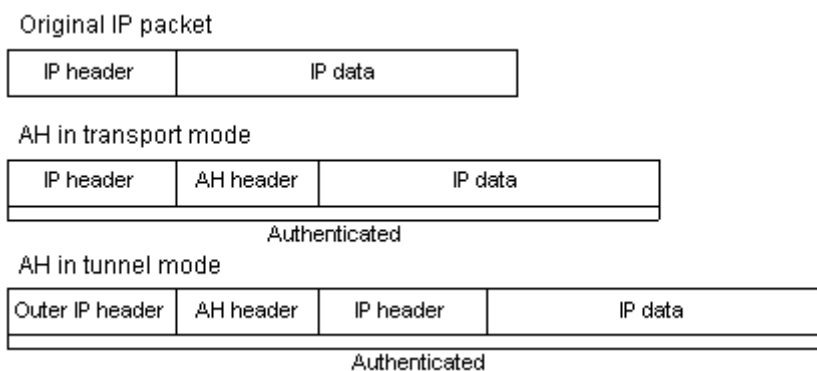 Original IP packet
IP header IP data
AH in transport mode
IP header AH header IP data
Authenticated
AH in tunnel mode
Outer IP header AH header IP header IP data
Authenticated